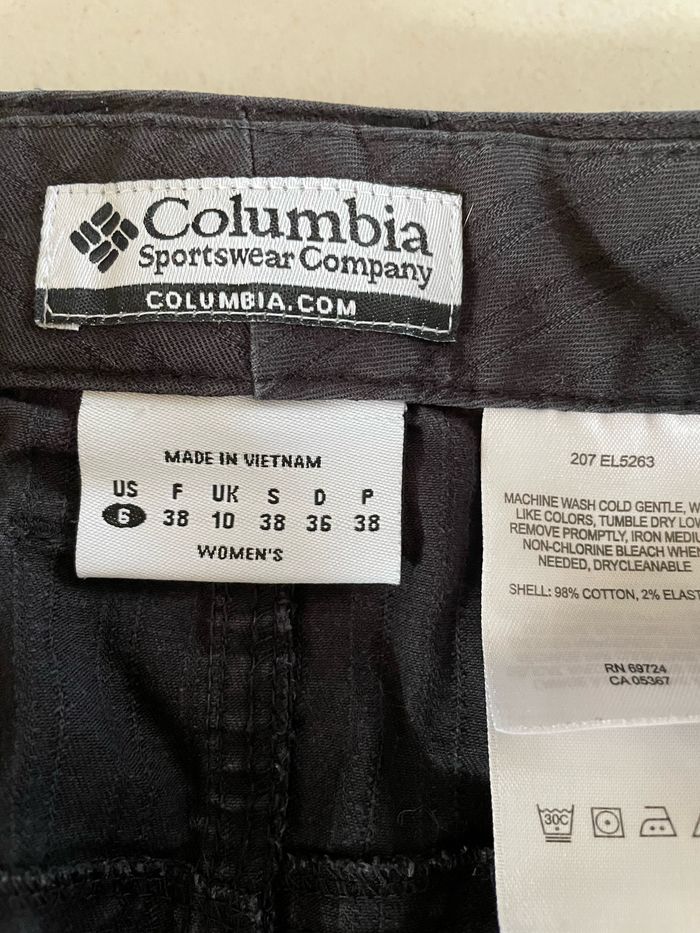 Columbia
Sportswear Company
COLUMBIA.COM
MADE IN VIETNAM
US F UK S D P
6 38 10 38 36 38
WOMEN'S
207 EL5263
MACHINE WASH COLD GENTLE,
LIKE COLORS, TUMBLE DRY
REMOVE PROMPTLY, IRON
NON-CHLORINE BLEACH
NEEDED, DRYCLEANABLE
SHELL: 98% COTTON, 2%
RN 69724
CA 05367
30C